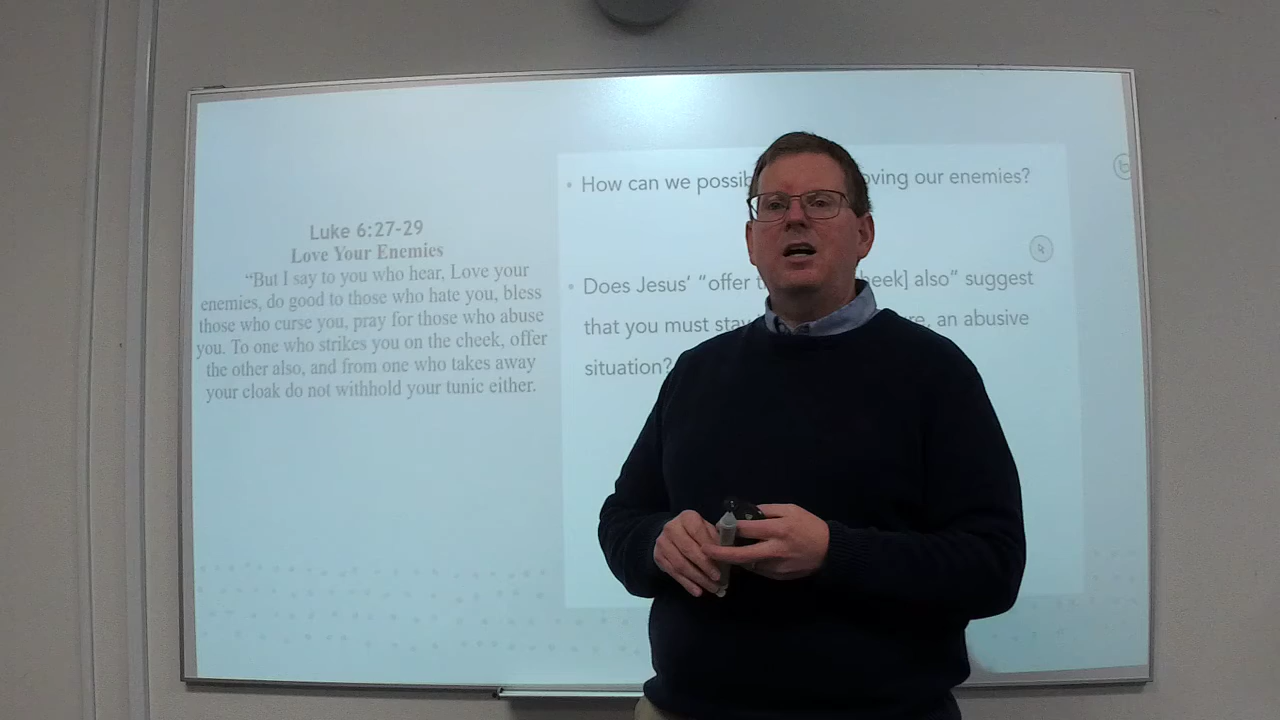 Luke 6:27-29
Love Your Enemies
“But I say to you who hear, Love your
enemies, do good to those who hate you, bless
those who curse you, pray for those who abuse
you. To one who strikes you on the cheek, offer
the other also, and from one who takes away
your cloak do not withhold your tunic either.
• How can we possib oving our enemies?
• Does Jesus’ “offer t heek] also” suggest
that you must stay re, an abusive
situation?